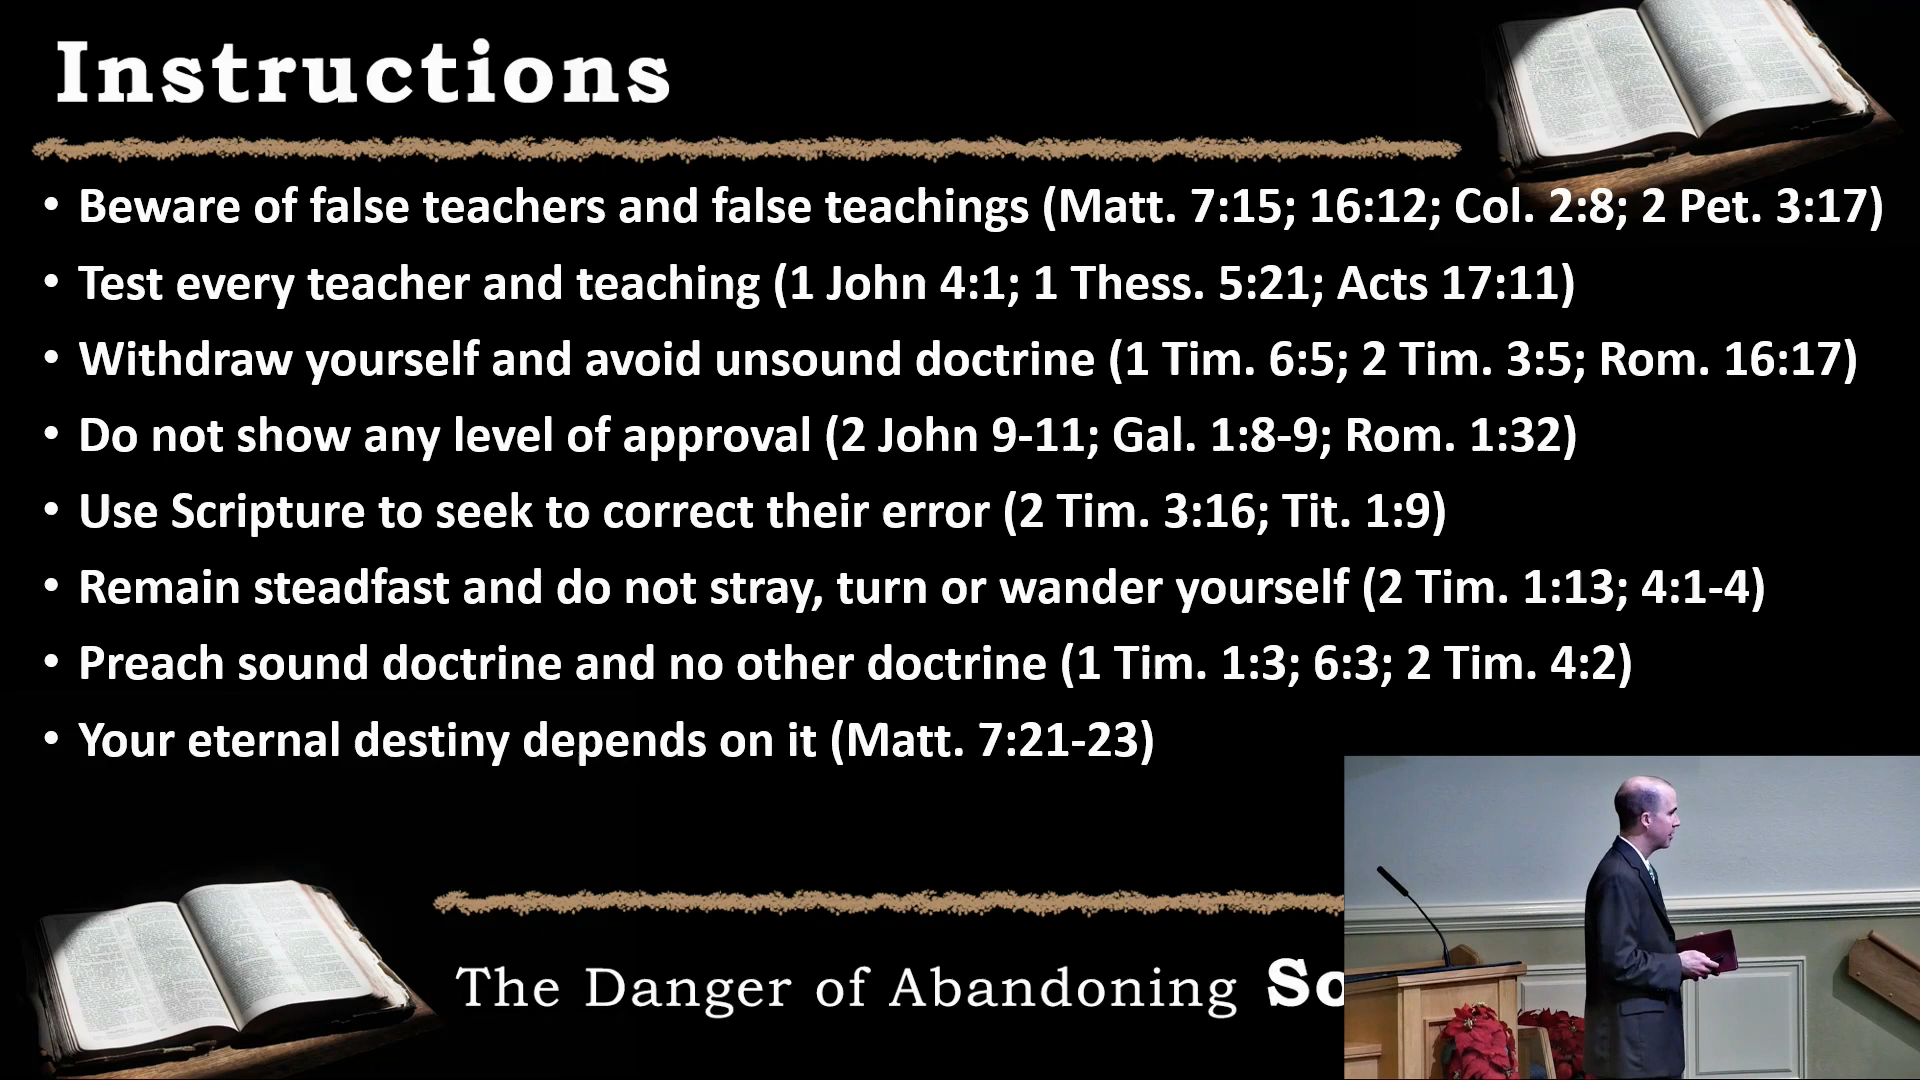 Instructions
• Beware of false teachers and false teachings (Matt. 7:15; 16:12; Col. 2:8; 2 Pet. 3:17)
• Test every teacher and teaching (1 John 4:1; 1 Thess. 5:21; Acts 17:11)
• Withdraw yourself and avoid unsound doctrine (1 Tim. 6:5; 2 Tim. 3:5; Rom. 16:17)
• Do not show any level of approval (2 John 9-11; Gal. 1:8-9; Rom. 1:32)
• Use Scripture to seek to correct their error (2 Tim. 3:16; Tit. 1:9)
• Remain steadfast and do not stray, turn or wander yourself (2 Tim. 1:13; 4:1-4)
• Preach sound doctrine and no other doctrine (1 Tim. 1:3; 6:3; 2 Tim. 4:2)
• Your eternal destiny depends on it (Matt. 7:21-23)
The Danger of Abandoning So